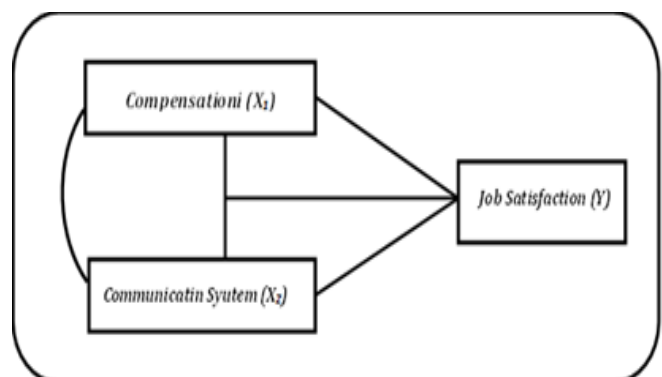 Compensationi (X₁)
Job Satisfaction (Y)
Communicatin Syutem (X₂)